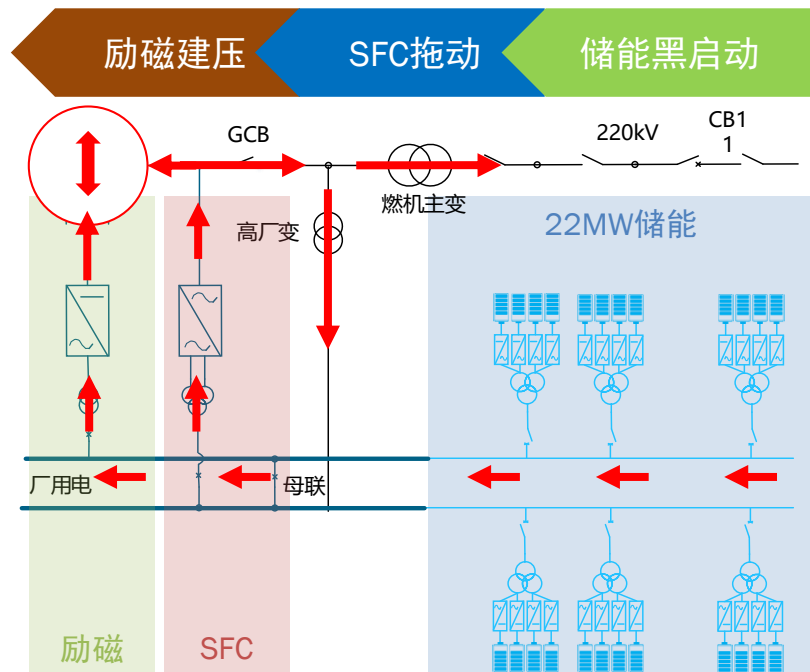 励磁建压
SFC拖动
储能黑启动
GCB
220kV
CB1
1
燃机主变
高厂变
22MW储能
厂用电
母联
励磁
SFC